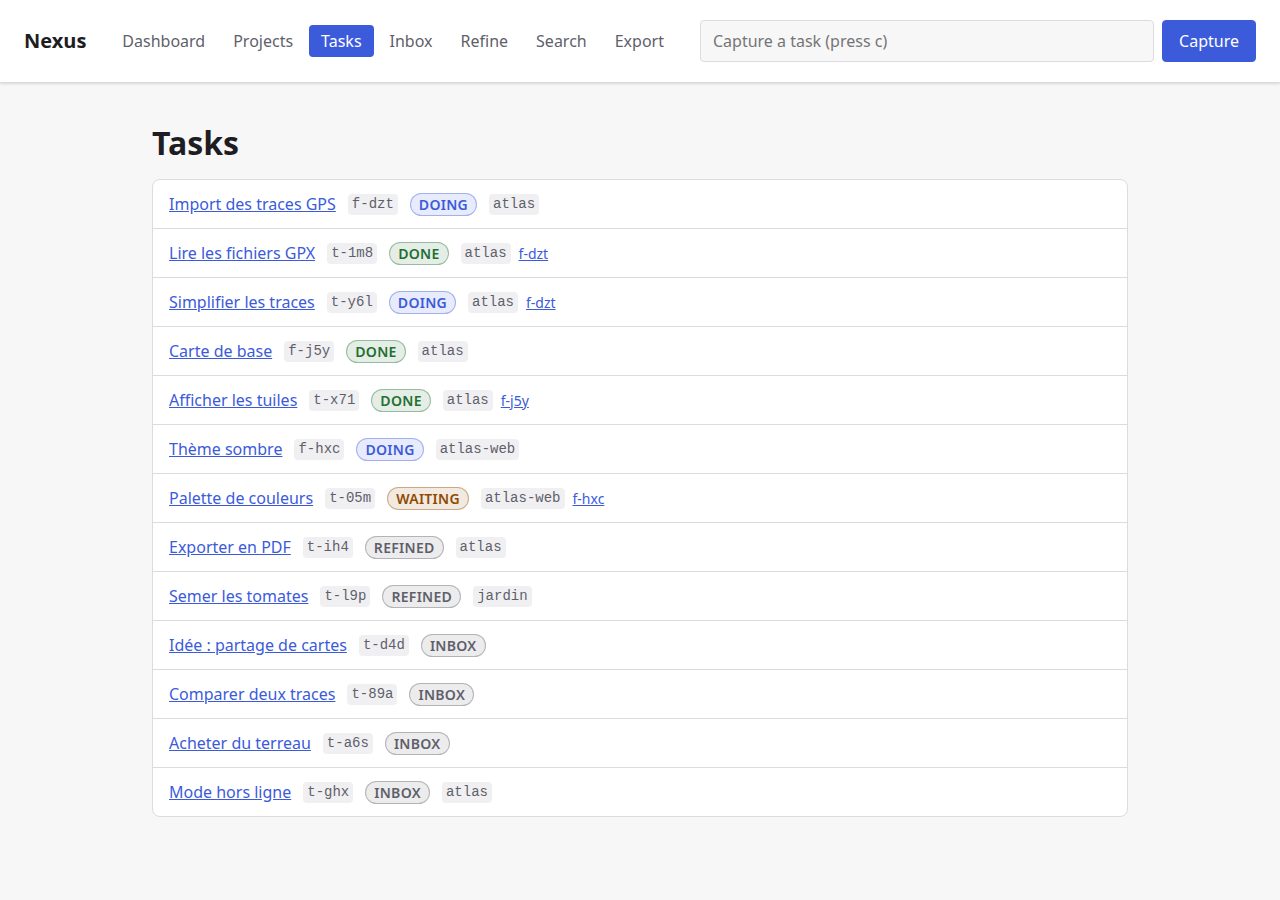 Nexus Dashboard Projects Tasks Inbox Refine Search Export Capture a task (press c) Capture
Tasks
Import des traces GPS f-dzt DOING atlas
Lire les fichiers GPX t-1m8 DONE atlas f-dzt
Simplifier les traces t-y6l DOING atlas f-dzt
Carte de base f-j5y DONE atlas
Afficher les tuiles t-x71 DONE atlas f-j5y
Thème sombre f-hxc DOING atlas-web
Palette de couleurs t-05m WAITING atlas-web f-hxc
Exporter en PDF t-ih4 REFINED atlas
Semer les tomates t-l9p REFINED jardin
Idée : partage de cartes t-d4d INBOX
Comparer deux traces t-89a INBOX
Acheter du terreau t-a6s INBOX
Mode hors ligne t-ghx INBOX atlas